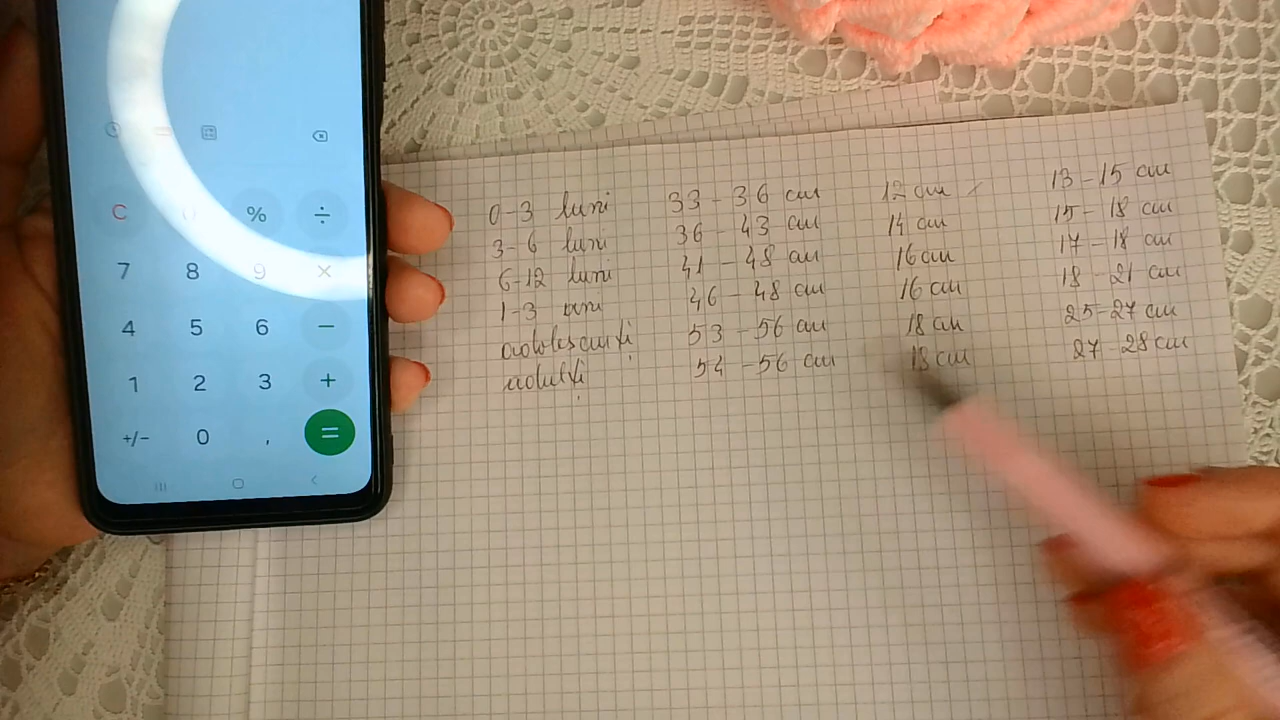 C % ÷
7 8 9 ×
4 5 6 −
1 2 3 +
+/− 0 , =
0-3 luni 33-36 cm 12 cm 13-15 cm
3-6 luni 36-43 cm 14 cm 15-18 cm
6-12 luni 41-48 cm 16 cm 17-18 cm
1-3 ani 46-48 cm 16 cm 18-21 cm
adolescenți 53-56 cm 18 cm 25-27 cm
adulți 54-56 cm 18 cm 27-28 cm